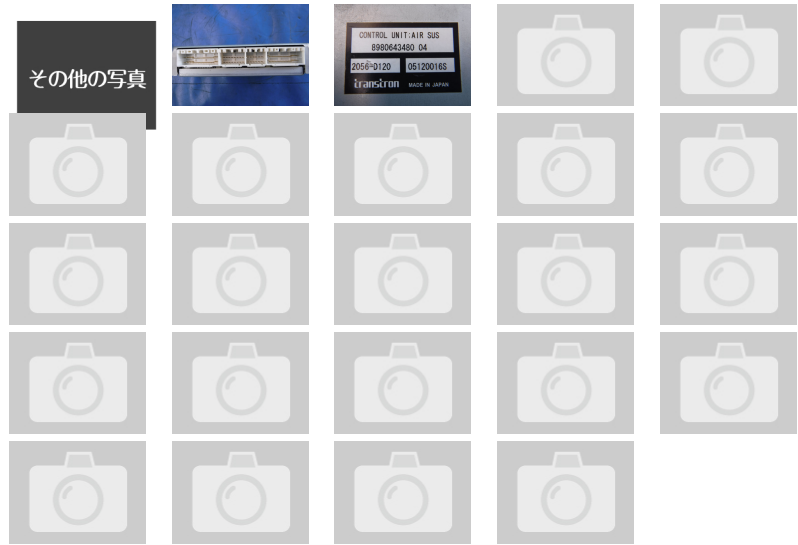 その他の写真
CONTROL UNIT:AIR SUS
8980643480 04
2056-D120 05120016S
transtron MADE IN JAPAN